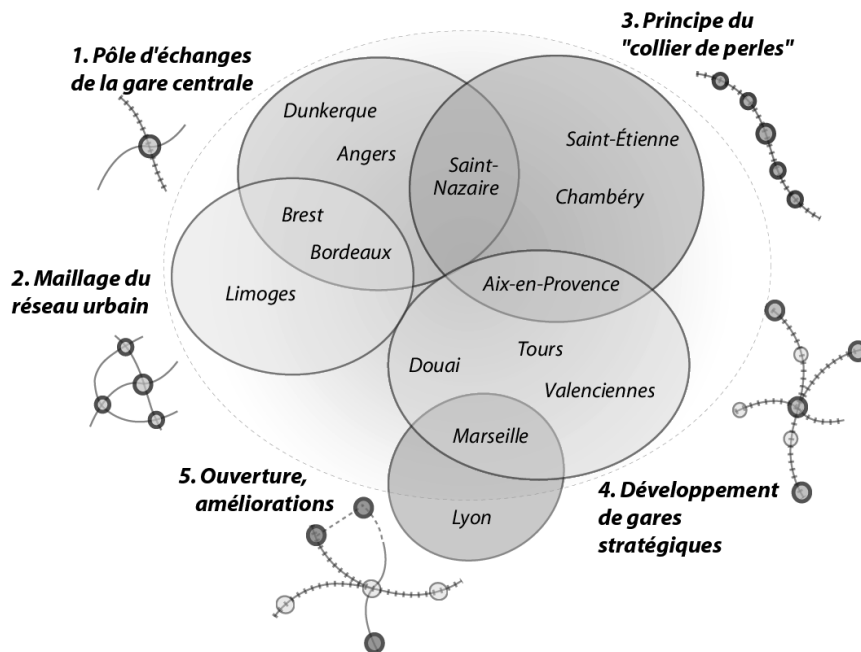 1. Pôle d'échanges
de la gare centrale
3. Principe du
"collier de perles"
Dunkerque
Angers
Saint-
Nazaire
Saint-Étienne
Chambéry
Brest
Bordeaux
2. Maillage du
réseau urbain
Limoges
Aix-en-Provence
Douai
Tours
Valenciennes
Marseille
5. Ouverture,
améliorations
Lyon
4. Développement
de gares
stratégiques